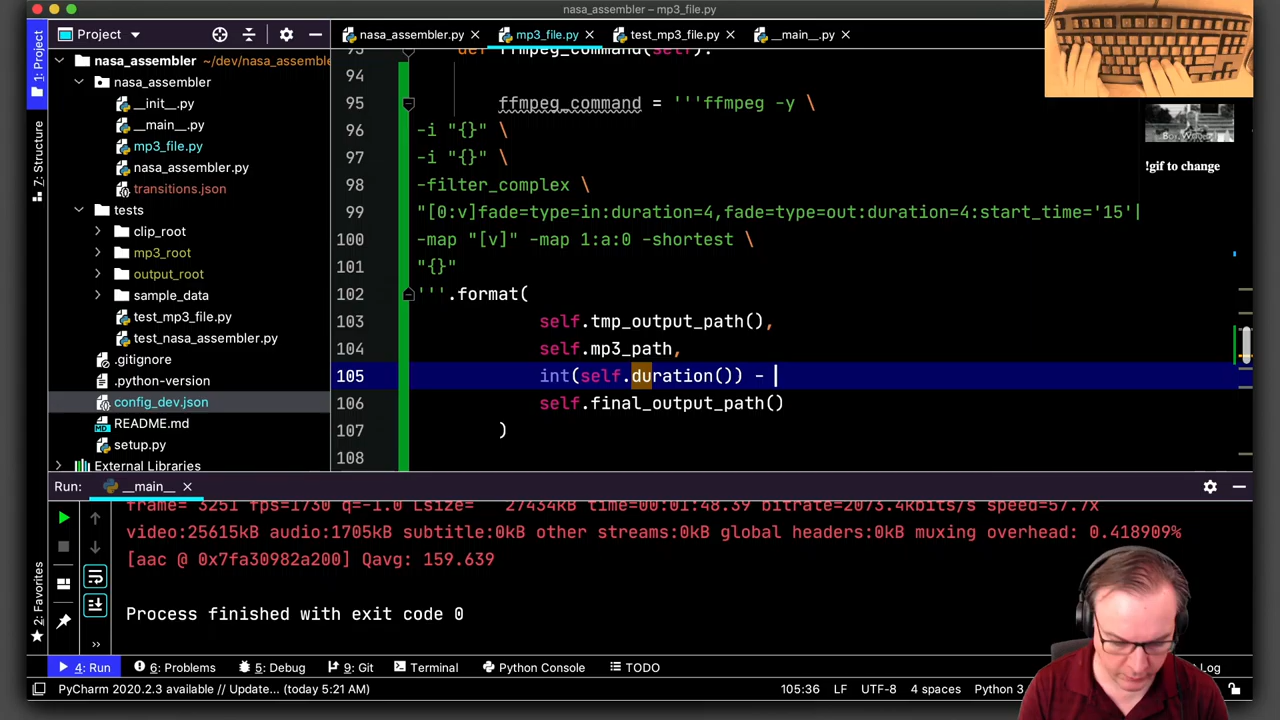 nasa_assembler – mp3_file.py
Project
nasa_assembler.py
mp3_file.py
test_mp3_file.py
__main__.py
1: Project
7: Structure
2: Favorites
nasa_assembler ~/dev/nasa_assemble
nasa_assembler
__init__.py
__main__.py
mp3_file.py
nasa_assembler.py
transitions.json
tests
clip_root
mp3_root
output_root
sample_data
test_mp3_file.py
test_nasa_assembler.py
.gitignore
.python-version
config_dev.json
README.md
setup.py
External Libraries
93 def ffmpeg_command(self):
94
95 ffmpeg_command = '''ffmpeg -y \
96 -i "{}" \
97 -i "{}" \
98 -filter_complex \
99 "[0:v]fade=type=in:duration=4,fade=type=out:duration=4:start_time='15'
100 -map "[v]" -map 1:a:0 -shortest \
101 "{}"
102 '''.format(
103 self.tmp_output_path(),
104 self.mp3_path,
105 int(self.duration()) -
106 self.final_output_path()
107 )
108
!gif to change
Run: __main__
frame= 3251 fps=1730 q=-1.0 Lsize= 27434kB time=00:01:48.39 bitrate=2073.4kbits/s speed=57.7x
video:25615kB audio:1705kB subtitle:0kB other streams:0kB global headers:0kB muxing overhead: 0.418909%
[aac @ 0x7fa30982a200] Qavg: 159.639
Process finished with exit code 0
4: Run
6: Problems
5: Debug
9: Git
Terminal
Python Console
TODO
Log
PyCharm 2020.2.3 available // Update... (today 5:21 AM)
105:36
LF
UTF-8
4 spaces
Python 3